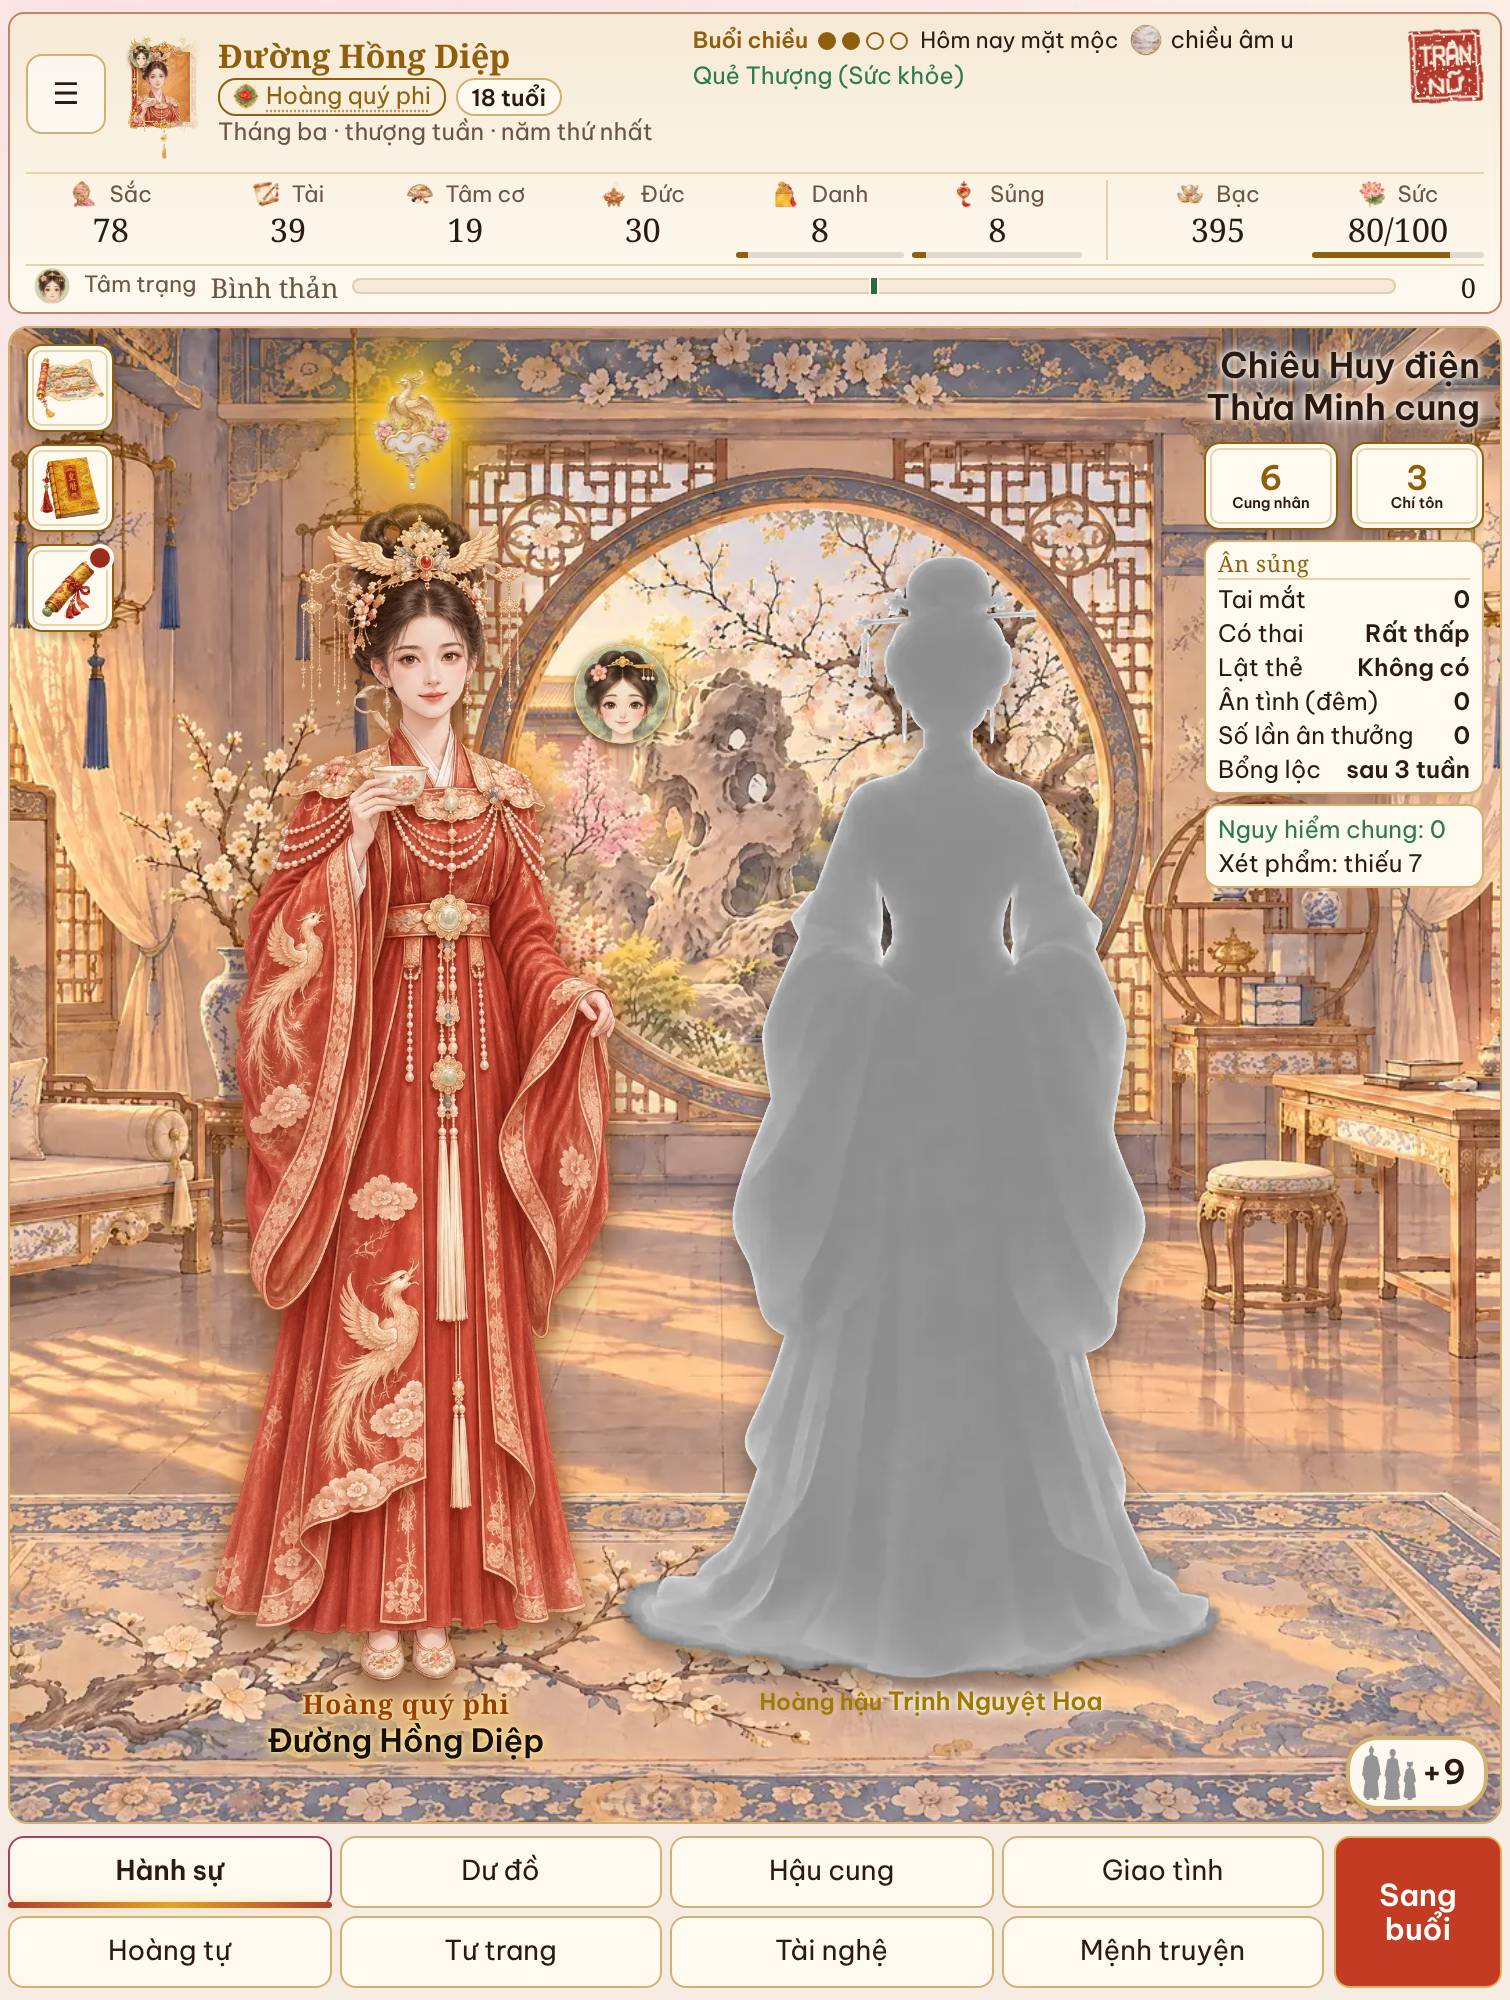 Đường Hồng Diệp
Hoàng quý phi
18 tuổi
Tháng ba · thượng tuần · năm thứ nhất
Buổi chiều
Hôm nay mặt mộc
chiều âm u
Quẻ Thượng (Sức khỏe)
TRÂN NỮ
Sắc
78
Tài
39
Tâm cơ
19
Đức
30
Danh
8
Sủng
8
Bạc
395
Sức
80/100
Tâm trạng
Bình thản
0
Chiêu Huy điện
Thừa Minh cung
6
Cung nhân
3
Chí tôn
Ân sủng
Tai mắt 0
Có thai Rất thấp
Lật thẻ Không có
Ân tình (đêm) 0
Số lần ân thưởng 0
Bổng lộc sau 3 tuần
Nguy hiểm chung: 0
Xét phẩm: thiếu 7
Hoàng quý phi
Đường Hồng Diệp
Hoàng hậu Trịnh Nguyệt Hoa
+9
Hành sự
Dư đồ
Hậu cung
Giao tình
Hoàng tự
Tư trang
Tài nghệ
Mệnh truyện
Sang
buổi